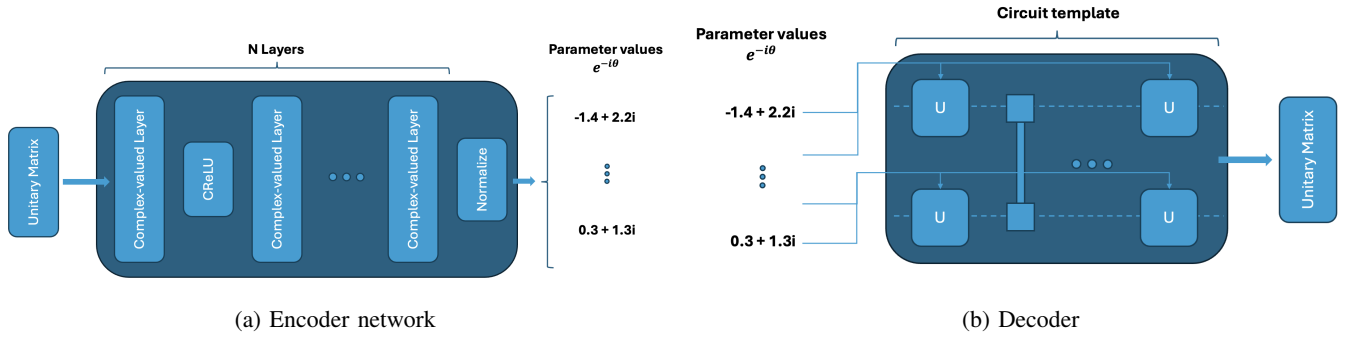 N Layers
Unitary Matrix
Complex-valued Layer
CReLU
Complex-valued Layer
Complex-valued Layer
Normalize
Parameter values
e^{-iθ}
-1.4 + 2.2i
0.3 + 1.3i
(a) Encoder network
Circuit template
Parameter values
e^{-iθ}
-1.4 + 2.2i
0.3 + 1.3i
U
U
U
U
Unitary Matrix
(b) Decoder